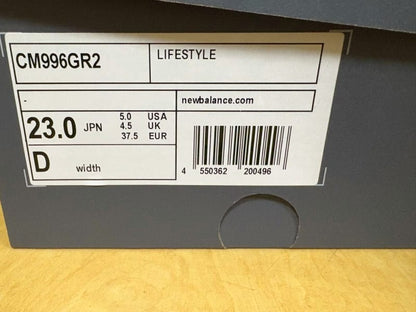 CM996GR2 LIFESTYLE
- newbalance.com
23.0 JPN 5.0 USA
4.5 UK
37.5 EUR
D width
4 550362 200496